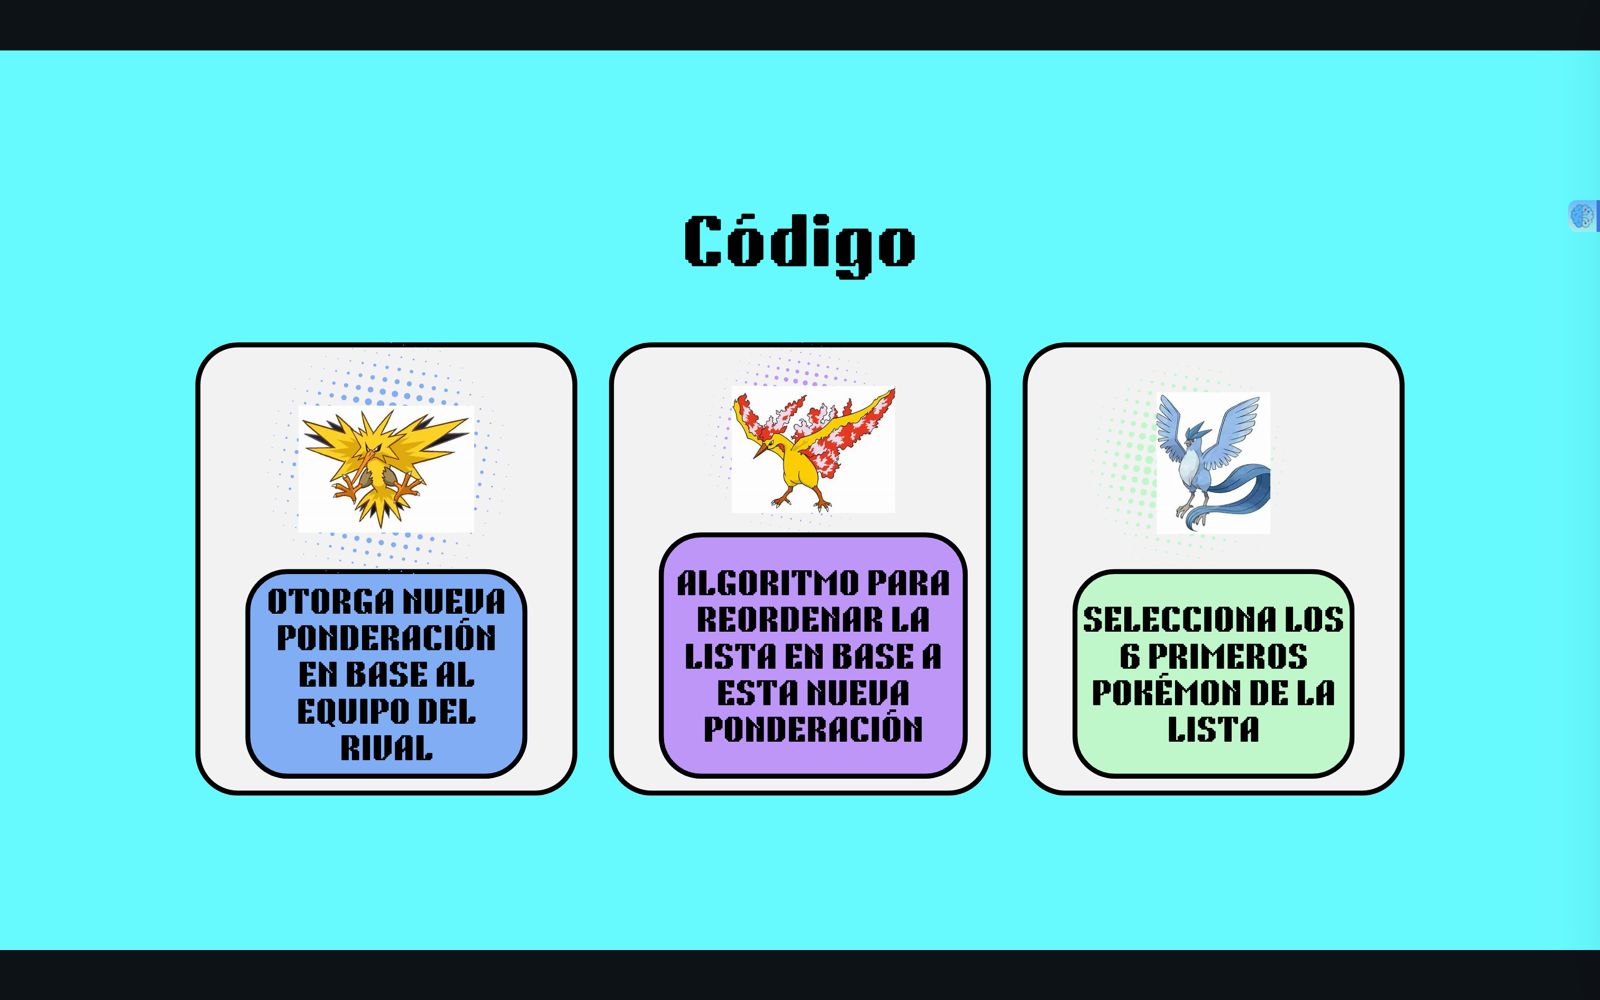 Código
OTORGA NUEVA
PONDERACIÓN
EN BASE AL
EQUIPO DEL
RIVAL
ALGORITMO PARA
REORDENAR LA
LISTA EN BASE A
ESTA NUEVA
PONDERACIÓN
SELECCIONA LOS
6 PRIMEROS
POKÉMON DE LA
LISTA